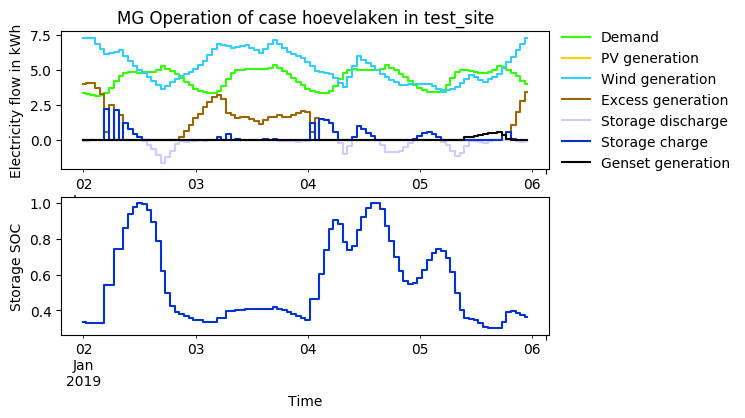 MG Operation of case hoevelaken in test_site
Electricity flow in kWh
7.5
5.0
2.5
0.0
02 03 04 05 06
Demand
PV generation
Wind generation
Excess generation
Storage discharge
Storage charge
Genset generation
Storage SOC
1.0
0.8
0.6
0.4
02 03 04 05 06
Jan
2019
Time